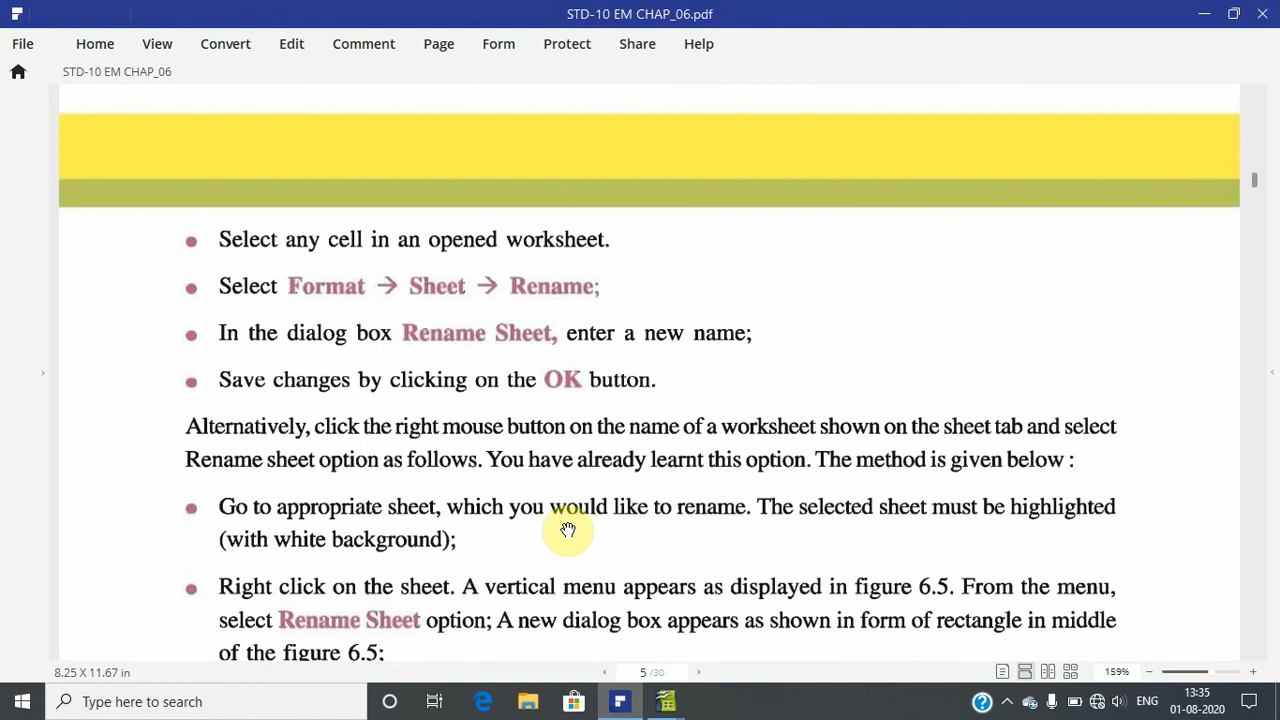 STD-10 EM CHAP_06.pdf
File Home View Convert Edit Comment Page Form Protect Share Help
STD-10 EM CHAP_06
Select any cell in an opened worksheet.
Select Format → Sheet → Rename;
In the dialog box Rename Sheet, enter a new name;
Save changes by clicking on the OK button.
Alternatively, click the right mouse button on the name of a worksheet shown on the sheet tab and select
Rename sheet option as follows. You have already learnt this option. The method is given below :
Go to appropriate sheet, which you would like to rename. The selected sheet must be highlighted
(with white background);
Right click on the sheet. A vertical menu appears as displayed in figure 6.5. From the menu,
select Rename Sheet option; A new dialog box appears as shown in form of rectangle in middle
of the figure 6.5;
8.25 X 11.67 in 5 /30 159%
Type here to search ENG 13:35
01-08-2020